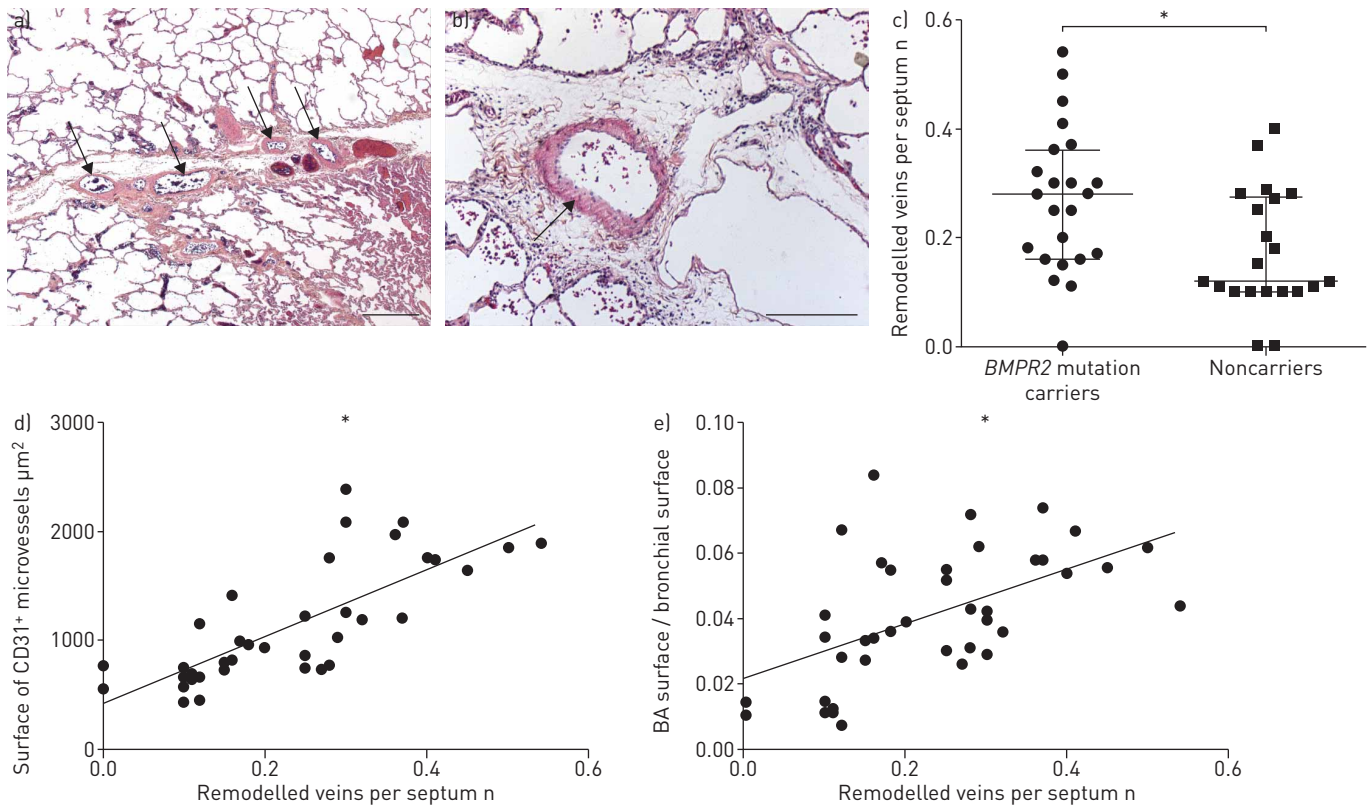 a)
b)
c)
Remodelled veins per septum n
0.6
0.4
0.2
0.0
*
BMPR2 mutation
carriers
Noncarriers
d)
Surface of CD31⁺ microvessels µm²
3000
2000
1000
0
*
0.0
0.2
0.4
0.6
Remodelled veins per septum n
e)
BA surface / bronchial surface
0.10
0.08
0.06
0.04
0.02
0.00
*
0.0
0.2
0.4
0.6
Remodelled veins per septum n